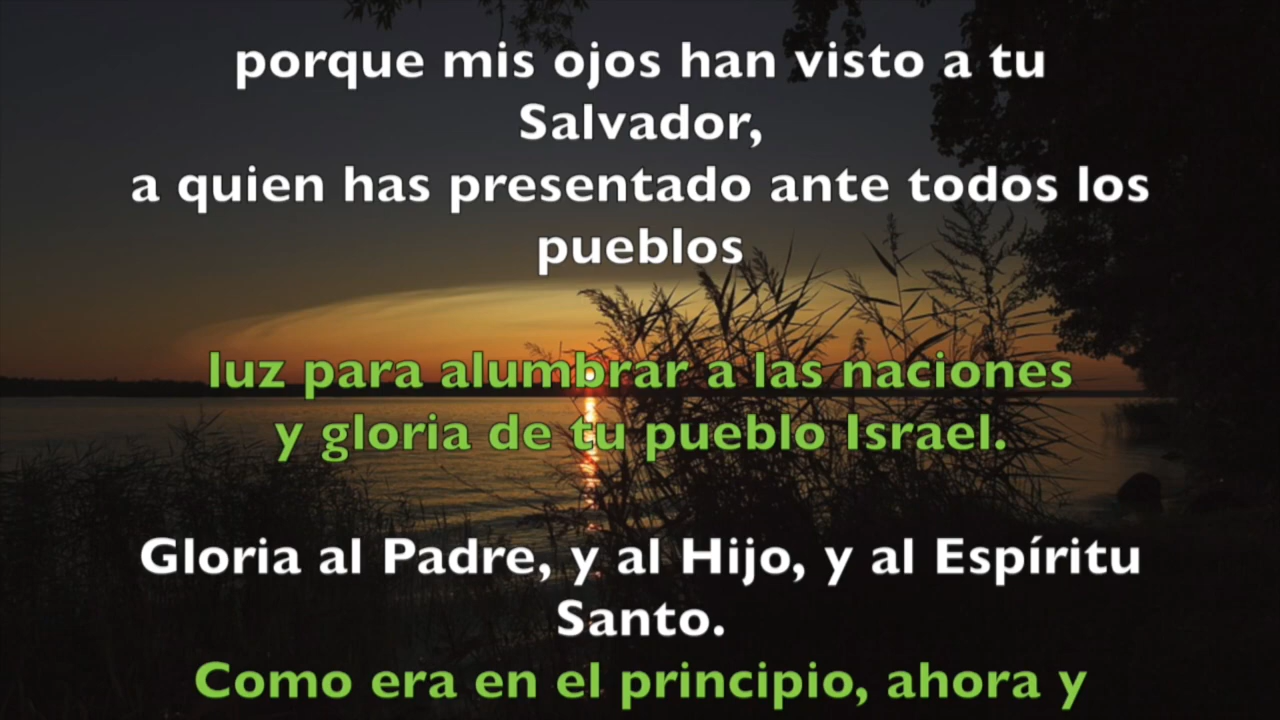 porque mis ojos han visto a tu
Salvador,
a quien has presentado ante todos los
pueblos
luz para alumbrar a las naciones
y gloria de tu pueblo Israel.
Gloria al Padre, y al Hijo, y al Espíritu
Santo.
Como era en el principio, ahora y